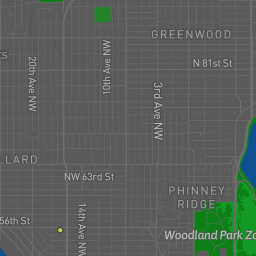 GREENWOOD
N 81st St
20th Ave NW
10th Ave NW
3rd Ave NW
LLARD
NW 63rd St
PHINNEY
RIDGE
56th St
14th Ave NW
Woodland Park Zo